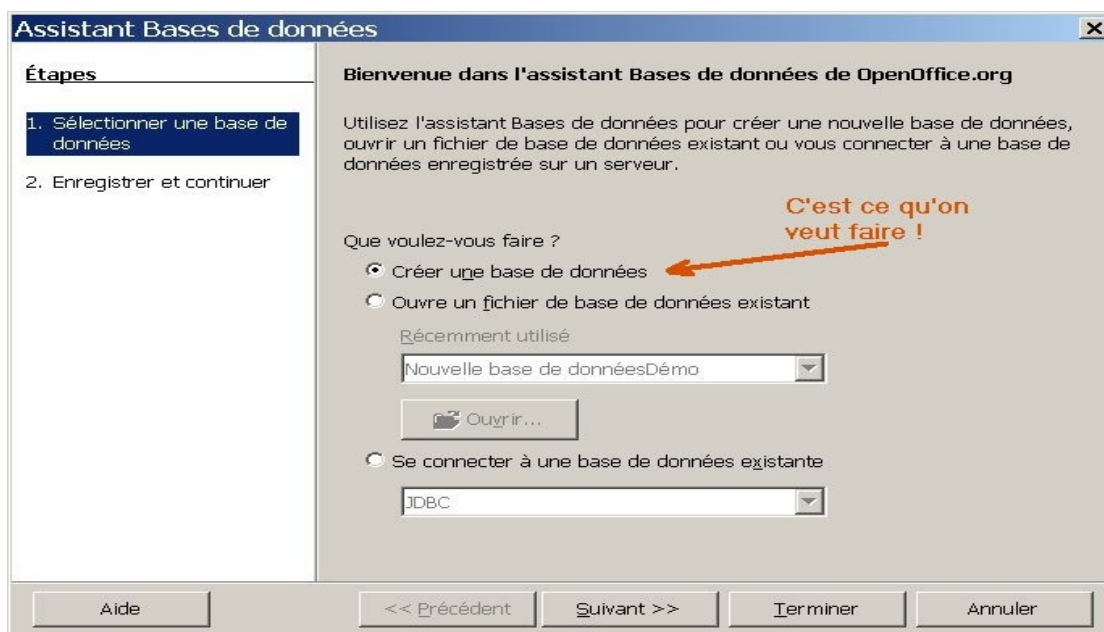 Assistant Bases de données
Étapes
1. Sélectionner une base de
données
2. Enregistrer et continuer
Bienvenue dans l'assistant Bases de données de OpenOffice.org
Utilisez l'assistant Bases de données pour créer une nouvelle base de données,
ouvrir un fichier de base de données existant ou vous connecter à une base de
données enregistrée sur un serveur.
C'est ce qu'on
veut faire !
Que voulez-vous faire ?
Créer une base de données
Ouvre un fichier de base de données existant
Récemment utilisé
Nouvelle base de donnéesDémo
Ouvrir...
Se connecter à une base de données existante
JDBC
Aide
<< Précédent
Suivant >>
Terminer
Annuler